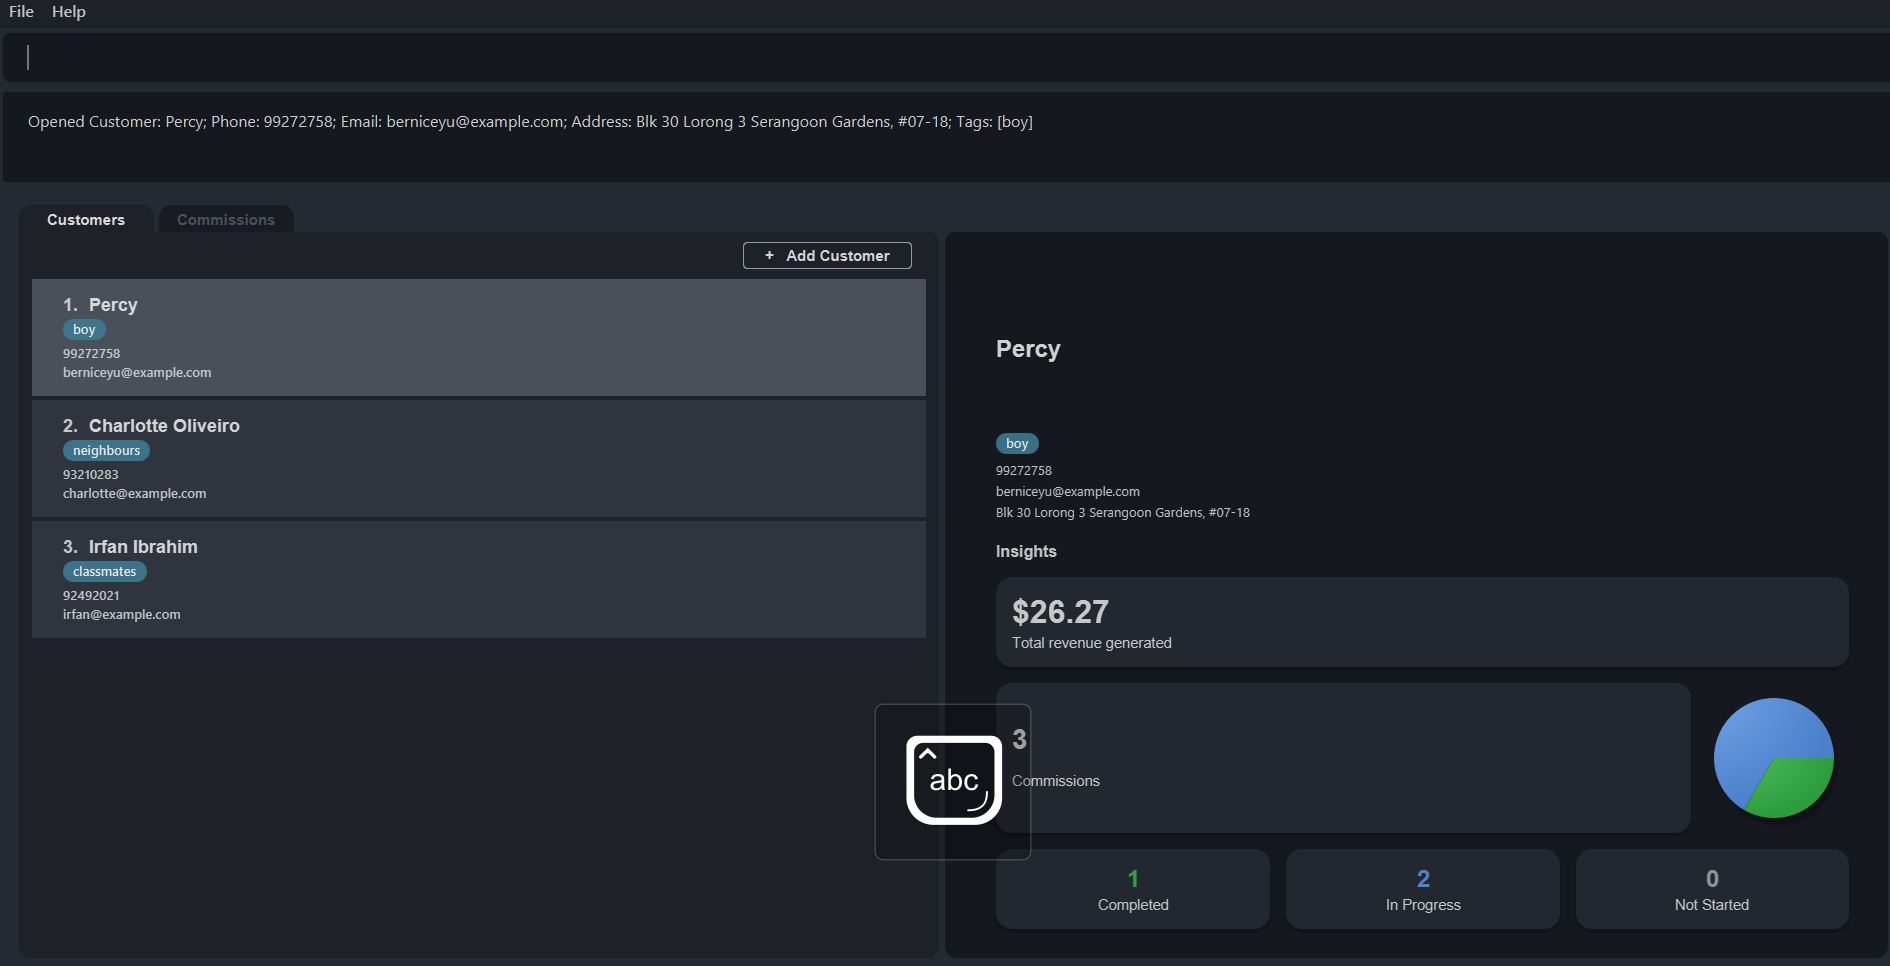 File Help
Opened Customer: Percy; Phone: 99272758; Email: berniceyu@example.com; Address: Blk 30 Lorong 3 Serangoon Gardens, #07-18; Tags: [boy]
Customers Commissions
+ Add Customer
1. Percy
boy
99272758
berniceyu@example.com
2. Charlotte Oliveiro
neighbours
93210283
charlotte@example.com
3. Irfan Ibrahim
classmates
92492021
irfan@example.com
Percy
boy
99272758
berniceyu@example.com
Blk 30 Lorong 3 Serangoon Gardens, #07-18
Insights
$26.27
Total revenue generated
3
Commissions
abc
1
Completed
2
In Progress
0
Not Started